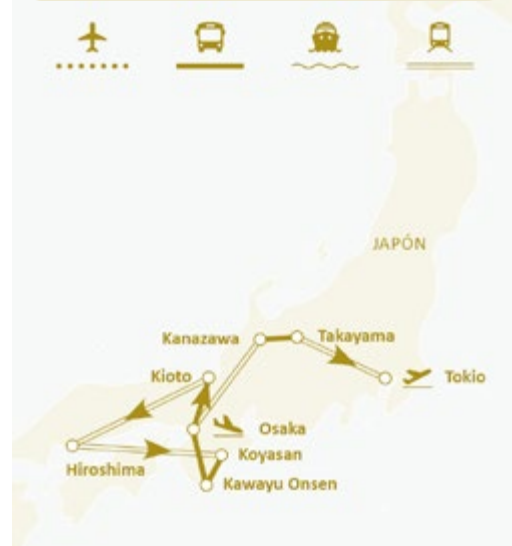 JAPÓN
Kanazawa
Takayama
Kioto
Tokio
Osaka
Koyasan
Hiroshima
Kawayu Onsen